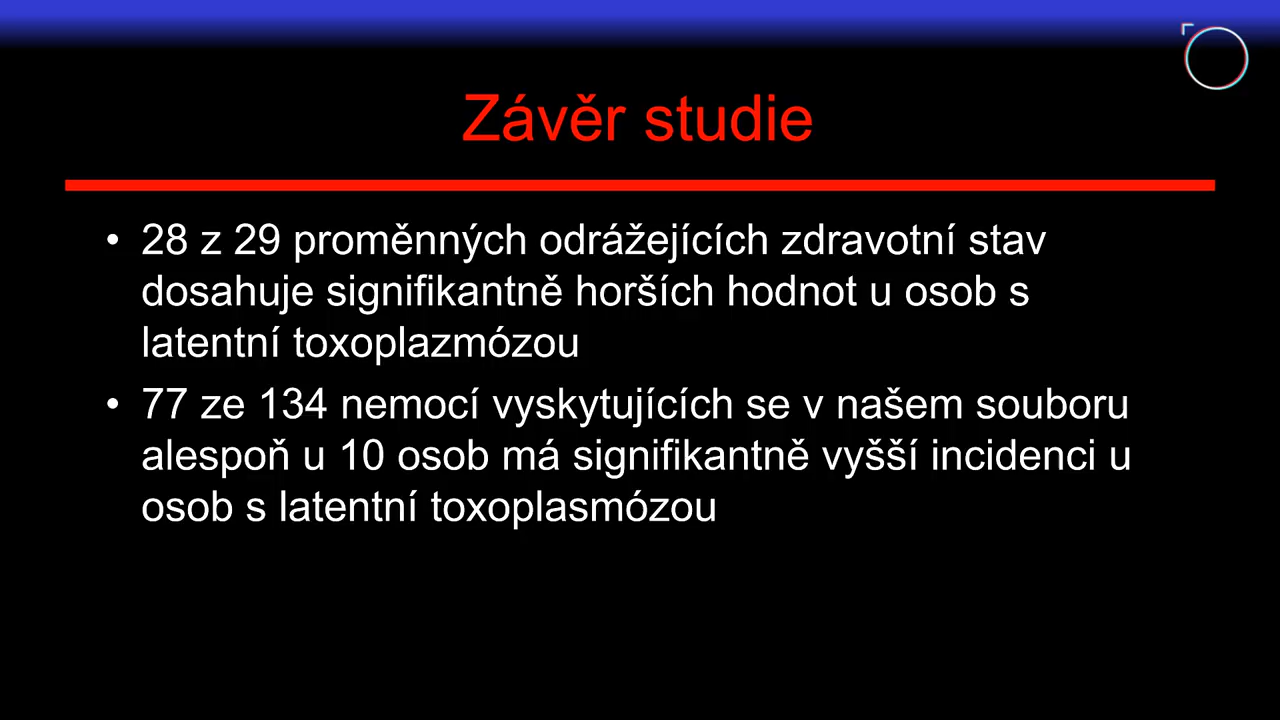 Závěr studie
• 28 z 29 proměnných odrážejících zdravotní stav
dosahuje signifikantně horších hodnot u osob s
latentní toxoplazmózou
• 77 ze 134 nemocí vyskytujících se v našem souboru
alespoň u 10 osob má signifikantně vyšší incidenci u
osob s latentní toxoplasmózou